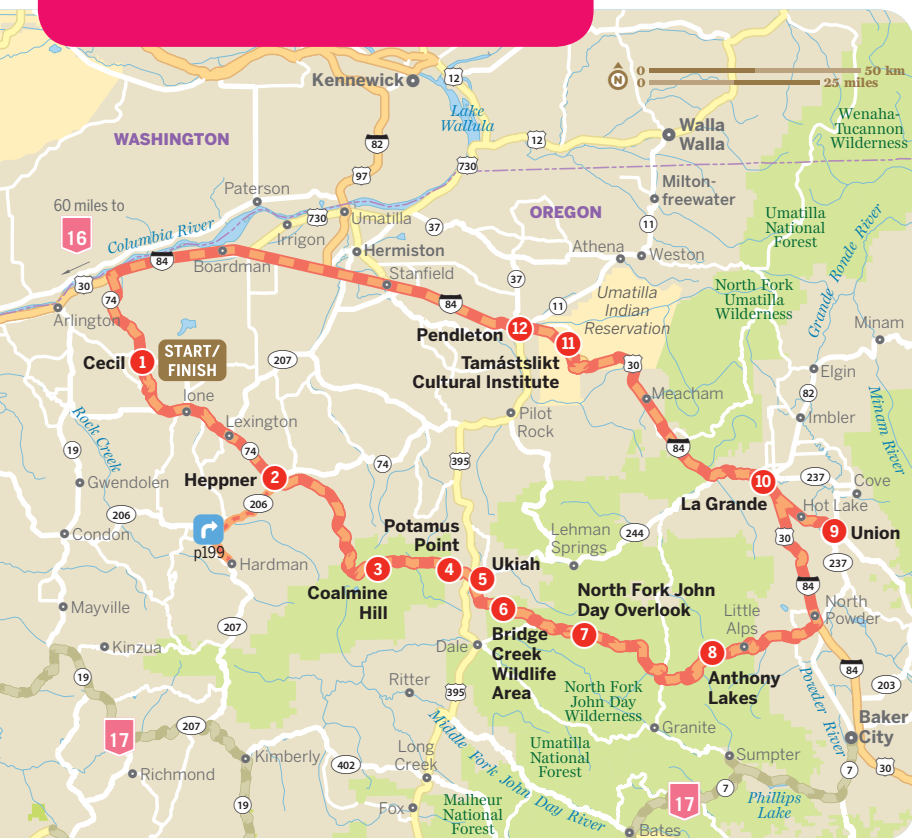 Kennewick
12
0
50 km
N
0
25 miles
Lake
Wallula
Wenaha-
Tucannon
Wilderness
WASHINGTON
82
12
Walla
Walla
730
97
Paterson
Milton-
freewater
60 miles to
16
Columbia River
730
Umatilla
Irrigon
37
OREGON
11
Umatilla
National
Forest
Grande Ronde River
Hermiston
Athena
Weston
84
Boardman
Stanfield
37
30
74
84
11
Umatilla
Indian
Reservation
North Fork
Umatilla
Wilderness
Arlington
Pendleton
12
11
Minam
Cecil
1
START/
FINISH
207
Tamástslikt
Cultural Institute
30
Elgin
Ione
Meacham
82
Minam River
Rock Creek
Lexington
Pilot
Rock
Imbler
19
74
395
84
Gwendolen
Heppner
2
74
10
237
Cove
206
206
La Grande
Hot Lake
Potamus
Point
Lehman
Springs
244
9
Union
Condon
p199
30
Hardman
3
4
5
Ukiah
237
Coalmine
Hill
North Fork John
Day Overlook
84
Mayville
6
Little
Alps
North
Powder
207
Bridge
Creek
Wildlife
Area
7
Kinzua
Dale
8
84
19
Ritter
Anthony
Lakes
203
395
North Fork
John Day
Wilderness
Powder River
17
207
Granite
Baker
City
Middle Fork John Day River
Kimberly
Long
Creek
Umatilla
National
Forest
Sumpter
402
7
30
Richmond
7
19
Fox
Malheur
National
Forest
17
Phillips
Lake
Bates